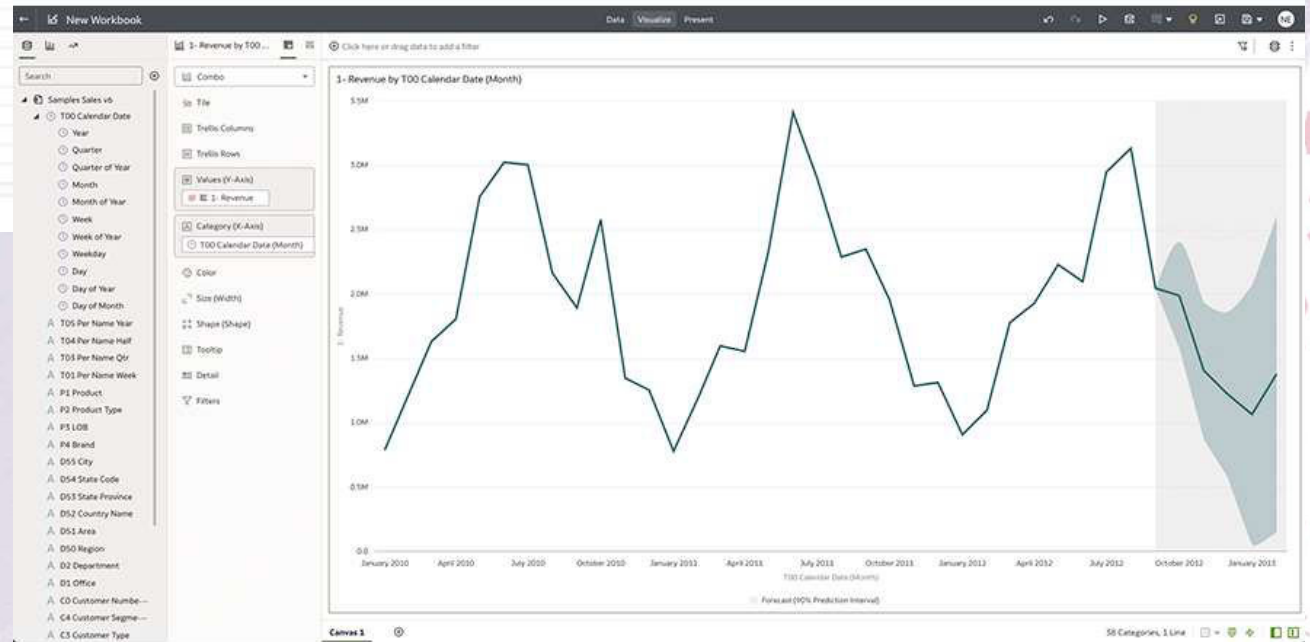 New Workbook
Data Visualize Present
NE
1- Revenue by T00 ...
Click here or drag data to add a filter
Search
Samples Sales v6
T00 Calendar Date
Year
Quarter
Quarter of Year
Month
Month of Year
Week
Week of Year
Weekday
Day
Day of Year
Day of Month
T05 Per Name Year
T04 Per Name Half
T03 Per Name Qtr
T01 Per Name Week
P1 Product
P2 Product Type
P3 LOB
P4 Brand
D55 City
D54 State Code
D53 State Province
D52 Country Name
D51 Area
D50 Region
D2 Department
D1 Office
C0 Customer Numbe---
C4 Customer Segme---
C3 Customer Type
Combo
Tile
Trellis Columns
Trellis Rows
Values (Y-Axis)
1- Revenue
Category (X-Axis)
T00 Calendar Date (Month)
Color
Size (Width)
Shape (Shape)
Tooltip
Detail
Filters
1- Revenue by T00 Calendar Date (Month)
3.5M
3.0M
2.5M
2.0M
1.5M
1.0M
0.5M
0.0
1- Revenue
January 2010 April 2010 July 2010 October 2010 January 2011 April 2011 July 2011 October 2011 January 2012 April 2012 July 2012 October 2012 January 2013
T00 Calendar Date (Month)
Forecast (90% Prediction Interval)
Canvas 1
38 Categories, 1 Line